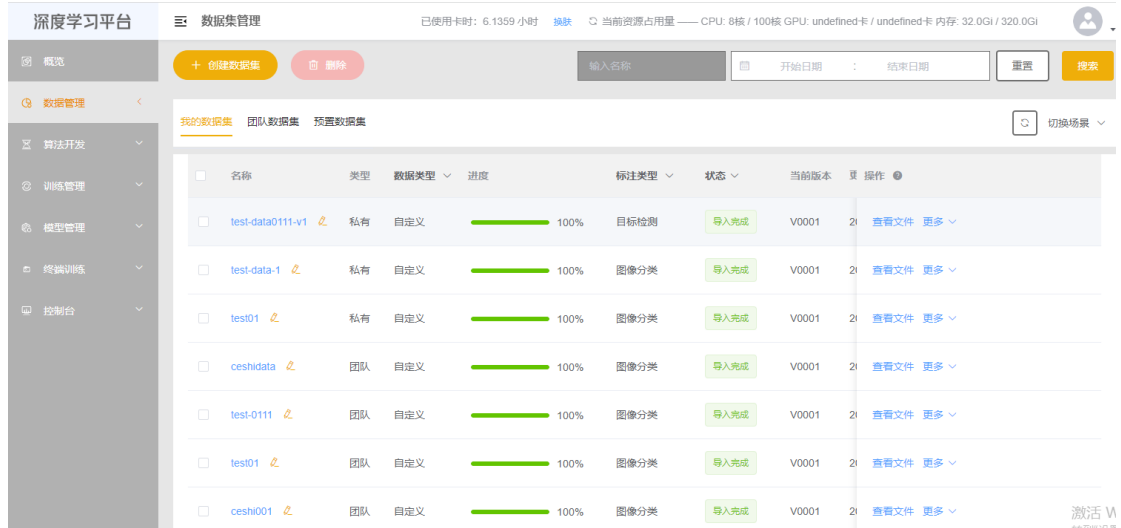 深度学习平台
数据集管理
已使用卡时：6.1359 小时 换肤 当前资源占用量 —— CPU: 8核 / 100核 GPU: undefined卡 / undefined卡 内存: 32.0Gi / 320.0Gi
概览
数据管理
算法开发
训练管理
模型管理
终端训练
控制台
+ 创建数据集 删除 输入名称 开始日期 : 结束日期 重置 搜索
我的数据集 团队数据集 预置数据集 切换场景
名称 类型 数据类型 进度 标注类型 状态 当前版本 更 操作
test-data0111-v1 私有 自定义 100% 目标检测 导入完成 V0001 20 查看文件 更多
test-data-1 私有 自定义 100% 图像分类 导入完成 V0001 20 查看文件 更多
test01 私有 自定义 100% 图像分类 导入完成 V0001 20 查看文件 更多
ceshidata 团队 自定义 100% 图像分类 导入完成 V0001 20 查看文件 更多
test-0111 团队 自定义 100% 图像分类 导入完成 V0001 20 查看文件 更多
test01 团队 自定义 100% 图像分类 导入完成 V0001 20 查看文件 更多
ceshi001 团队 自定义 100% 图像分类 导入完成 V0001 20 查看文件 更多
激活 W